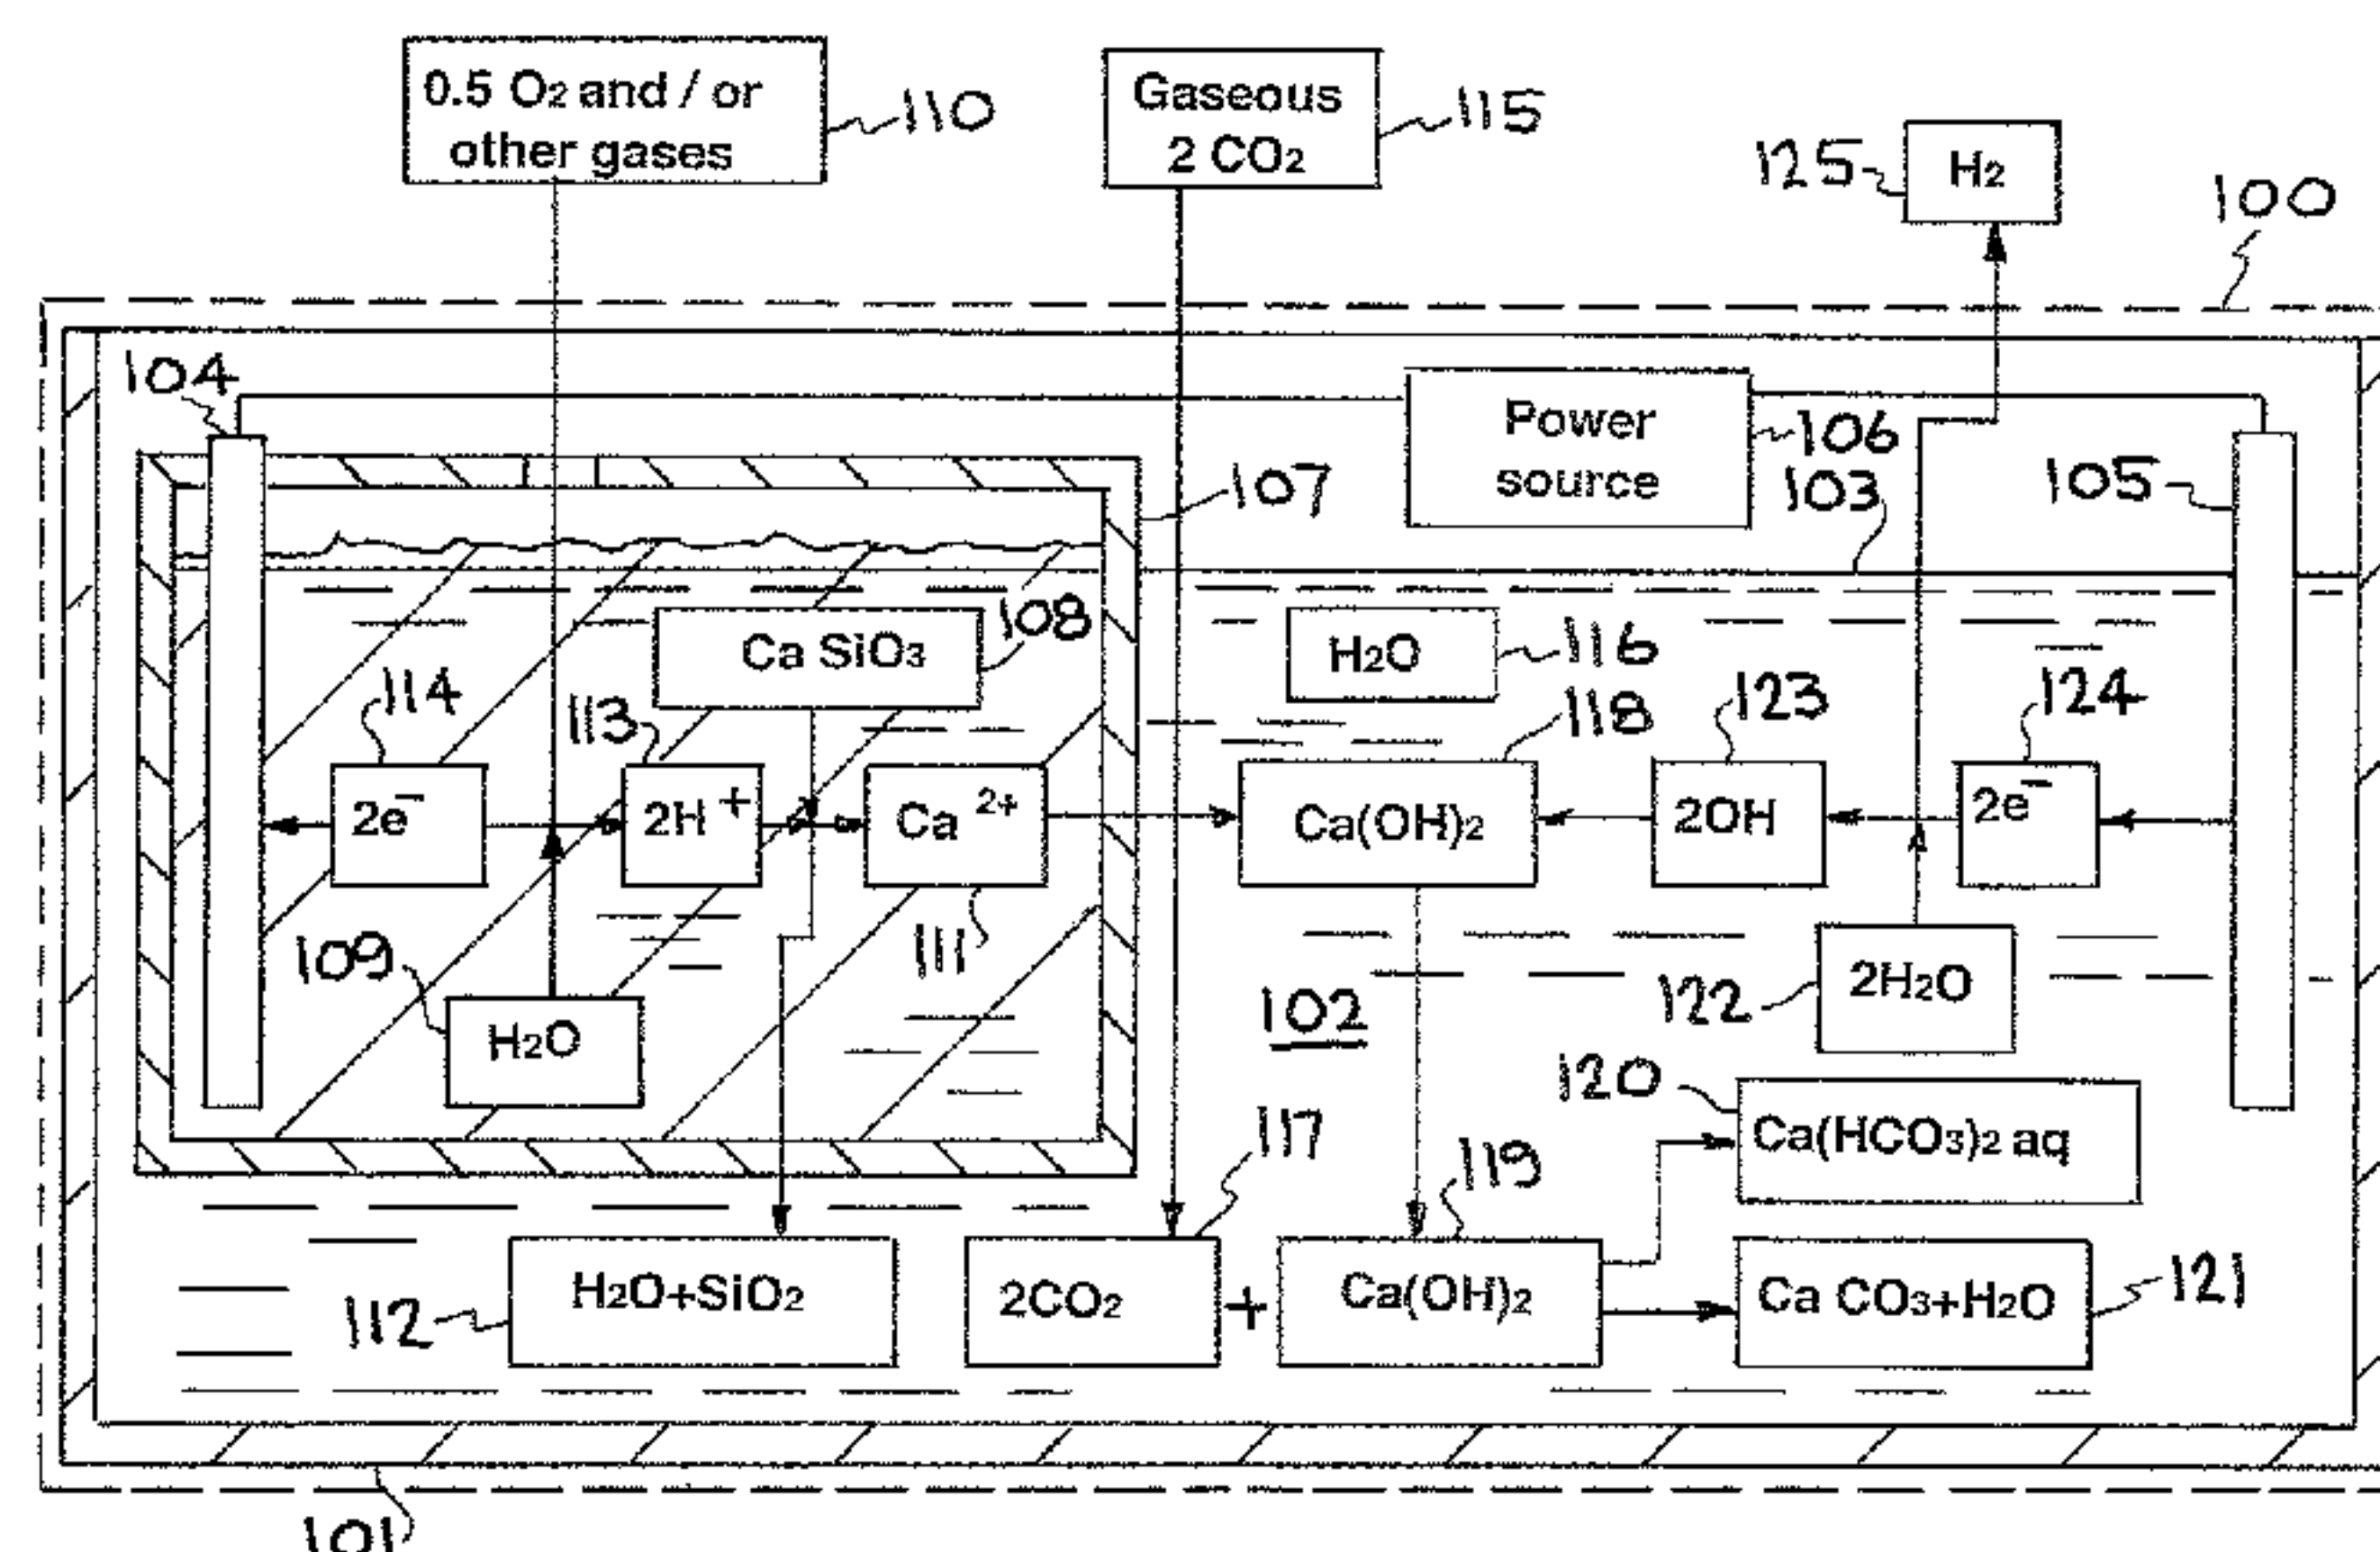 0.5 O2 and / or
other gases
110
Gaseous
2 CO2
115
125
H2
100
104
Power
source
106
107
103
105
Ca SiO3
108
H2O
116
114
113
118
123
124
2e-
2H+
Ca 2+
Ca(OH)2
2OH
2e-
109
111
H2O
102
122
2H2O
120
Ca(HCO3)2 aq
117
119
112
H2O+SiO2
2CO2
+
Ca(OH)2
Ca CO3+H2O
121
101